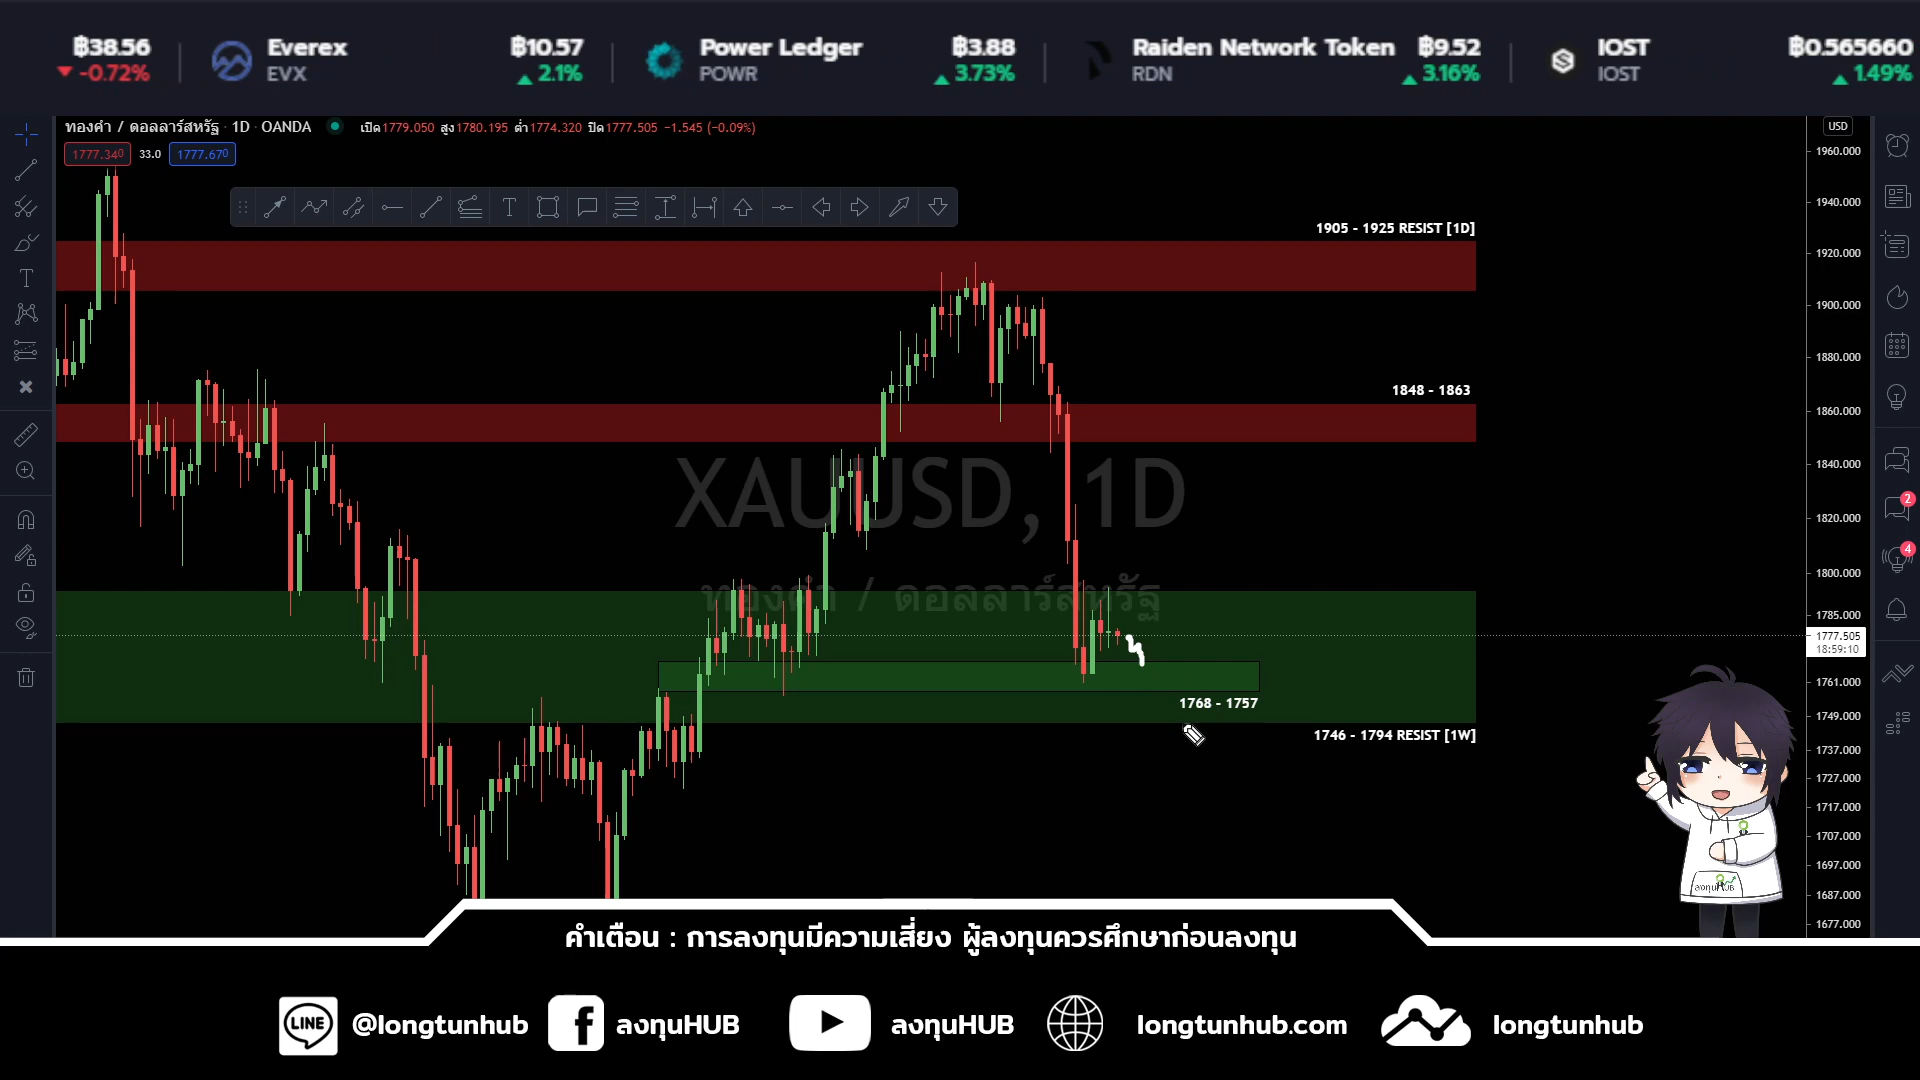 ฿38.56
-0.72%
Everex
EVX
฿10.57
2.1%
Power Ledger
POWR
฿3.88
3.73%
Raiden Network Token
RDN
฿9.52
3.16%
IOST
IOST
฿0.565660
1.49%
ทองคำ / ดอลลาร์สหรัฐ · 1D · OANDA เปิด1779.050 สูง1780.195 ต่ำ1774.320 ปิด1777.505 −1.545 (−0.09%)
1777.340 33.0 1777.670
USD
1960.000
1940.000
1920.000
1900.000
1880.000
1860.000
1840.000
1820.000
1800.000
1785.000
1777.505
18:59:10
1761.000
1749.000
1737.000
1727.000
1717.000
1707.000
1697.000
1687.000
1677.000
1905 - 1925 RESIST [1D]
1848 - 1863
XAUUSD, 1D
ทองคำ / ดอลลาร์สหรัฐ
1768 - 1757
1746 - 1794 RESIST [1W]
2
4
ลงทุนHUB
คำเตือน : การลงทุนมีความเสี่ยง ผู้ลงทุนควรศึกษาก่อนลงทุน
LINE @longtunhub
ลงทุนHUB
ลงทุนHUB
longtunhub.com
longtunhub